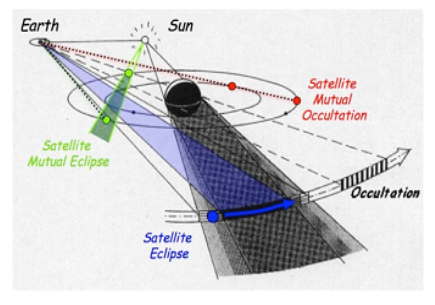 Earth
Sun
Satellite
Mutual
Occultation
Satellite
Mutual Eclipse
Occultation
Satellite
Eclipse